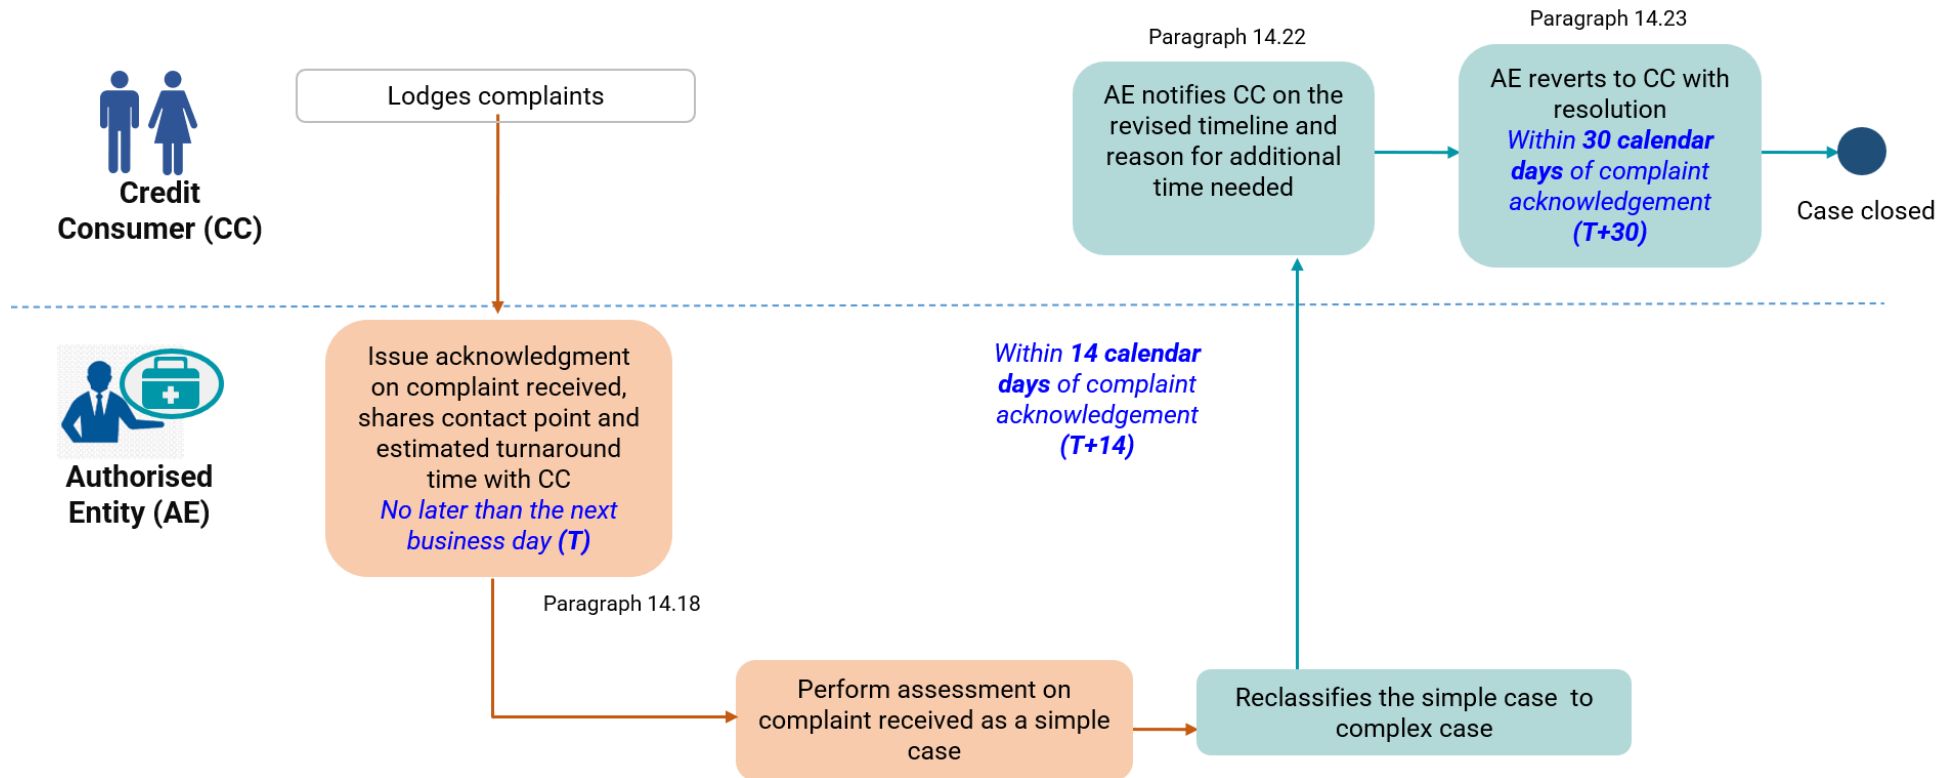 Paragraph 14.22
Paragraph 14.23
Credit
Consumer (CC)
Lodges complaints
AE notifies CC on the
revised timeline and
reason for additional
time needed
AE reverts to CC with
resolution
Within 30 calendar
days of complaint
acknowledgement
(T+30)
Case closed
Authorised
Entity (AE)
Issue acknowledgment
on complaint received,
shares contact point and
estimated turnaround
time with CC
No later than the next
business day (T)
Paragraph 14.18
Within 14 calendar
days of complaint
acknowledgement
(T+14)
Perform assessment on
complaint received as a simple
case
Reclassifies the simple case  to
complex case